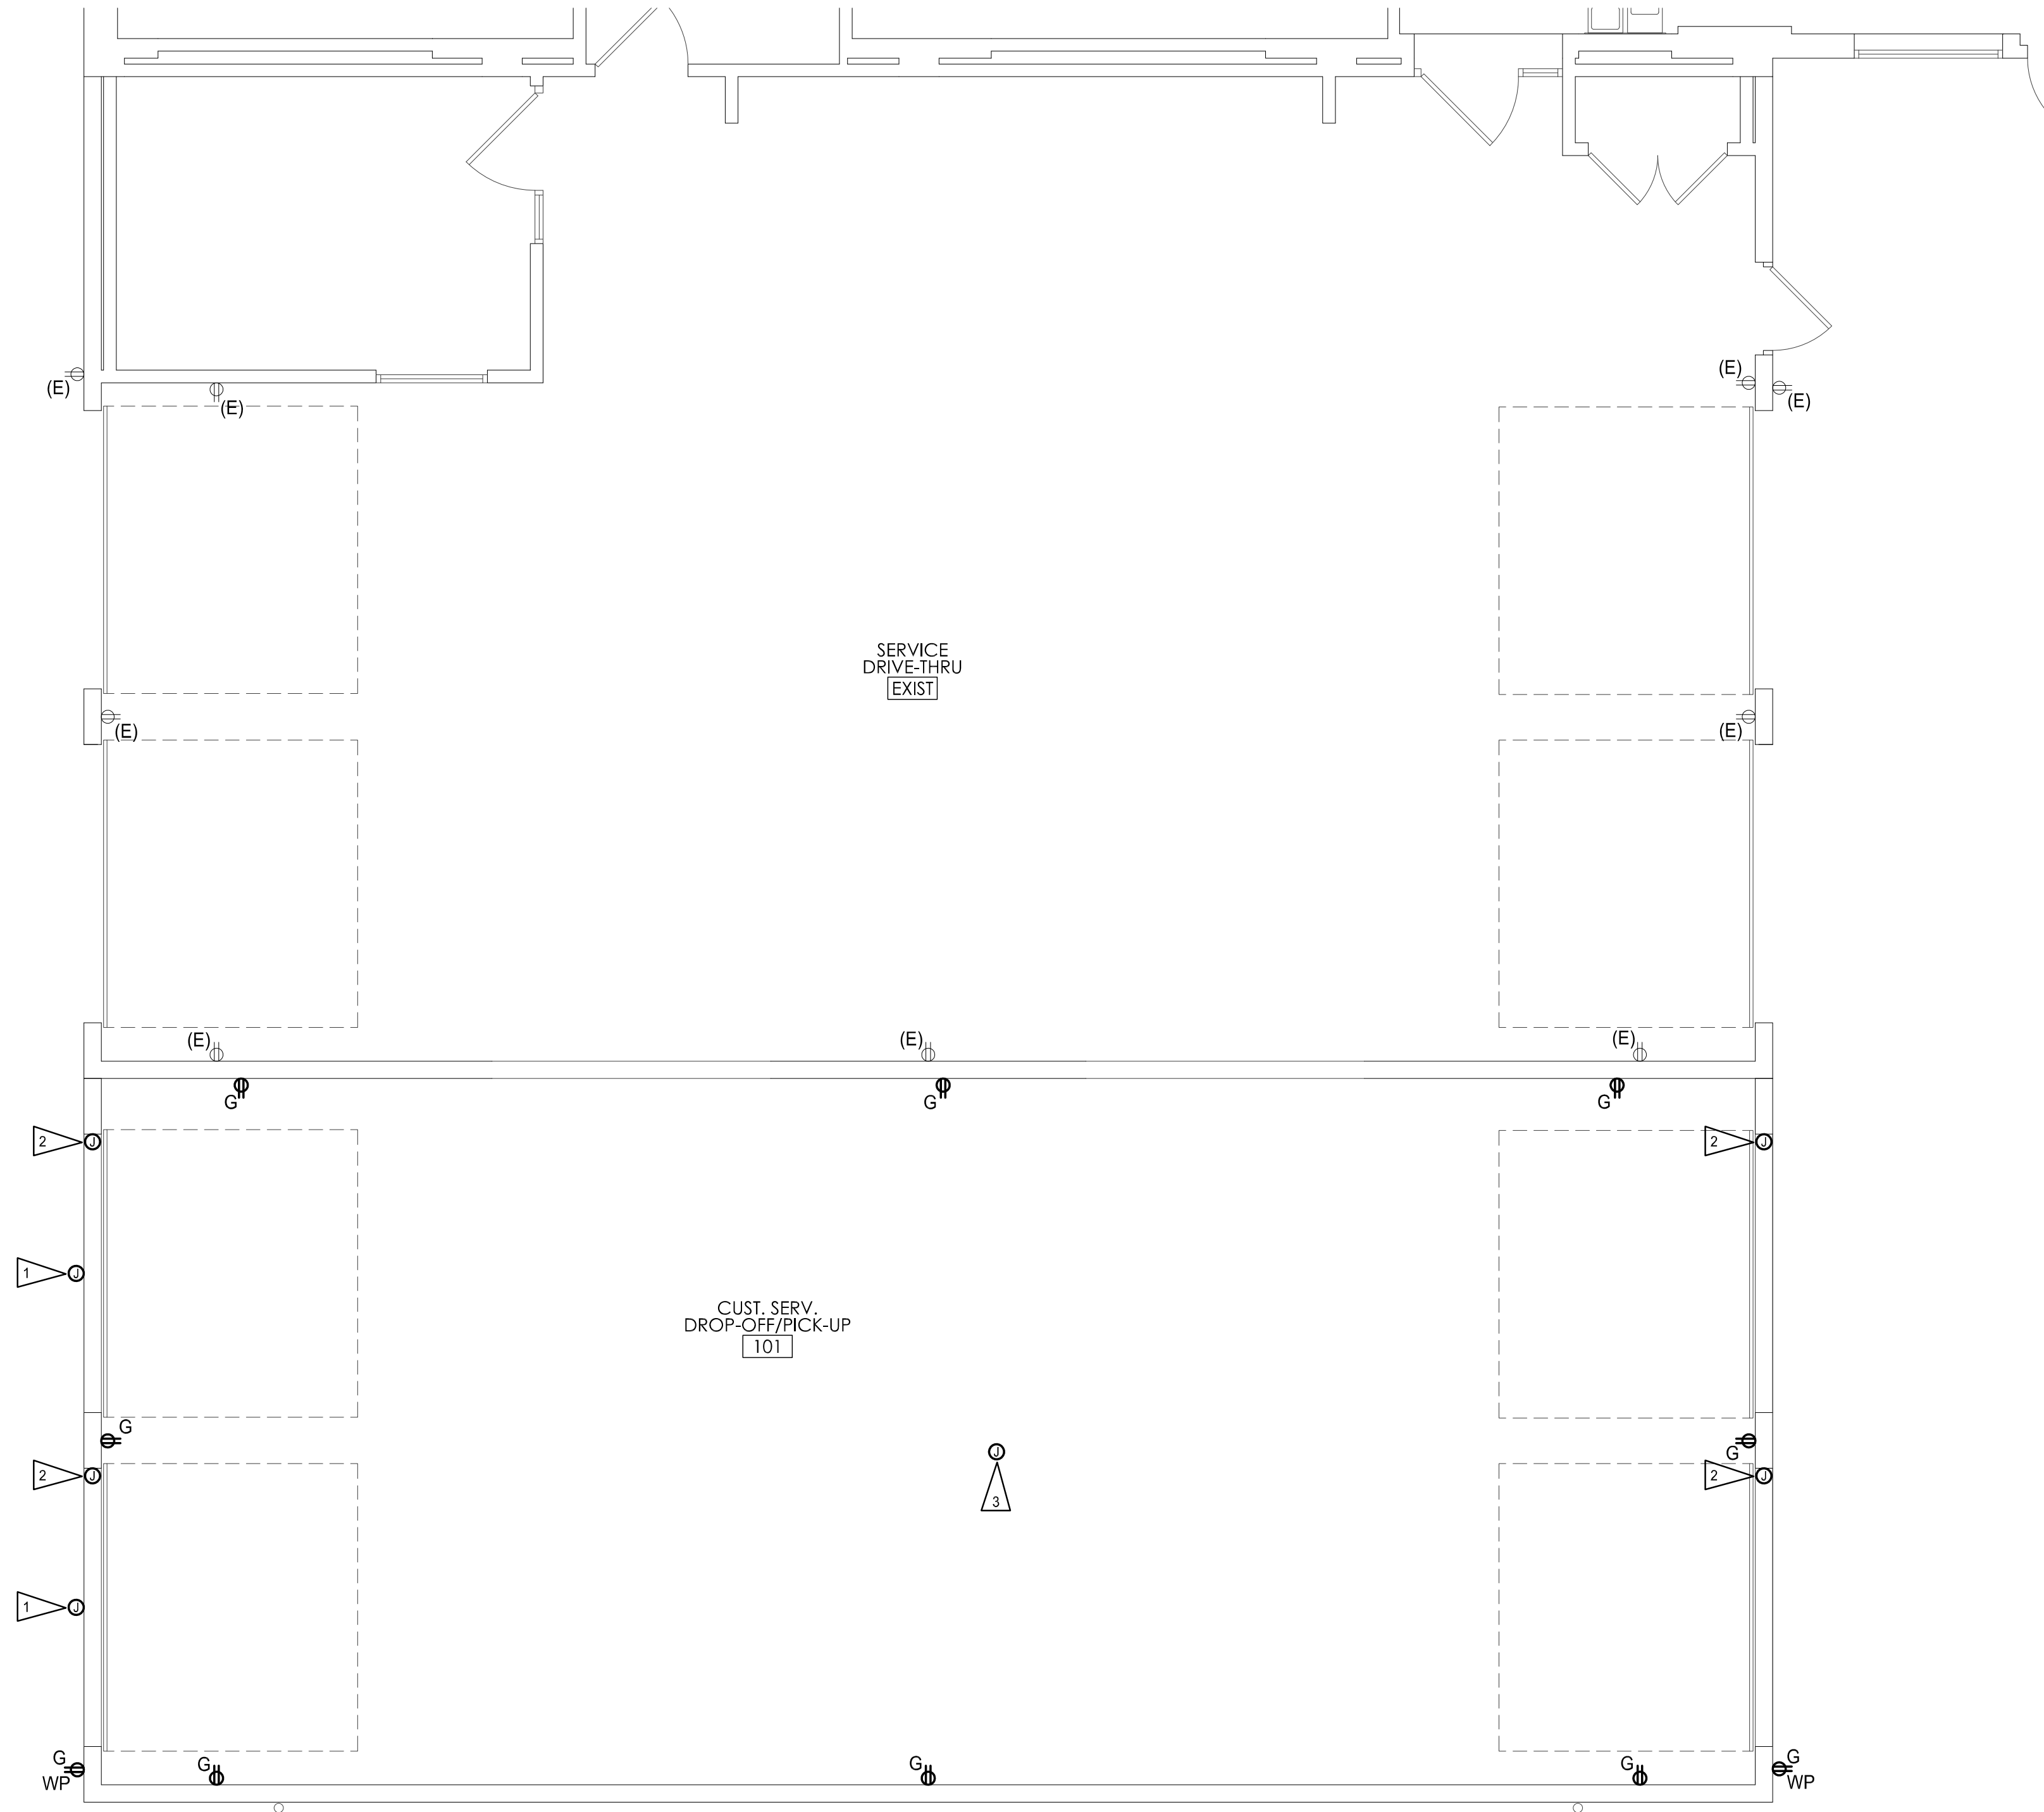 (E)
(E)
(E)
(E)
SERVICE
DRIVE-THRU
EXIST
(E)
(E)
(E)
(E)
(E)
G
G
G
2
J
2
J
1
J
CUST. SERV.
DROP-OFF/PICK-UP
101
G
G
J
3
2
J
2
J
1
J
G
WP
G
G
G
G
WP